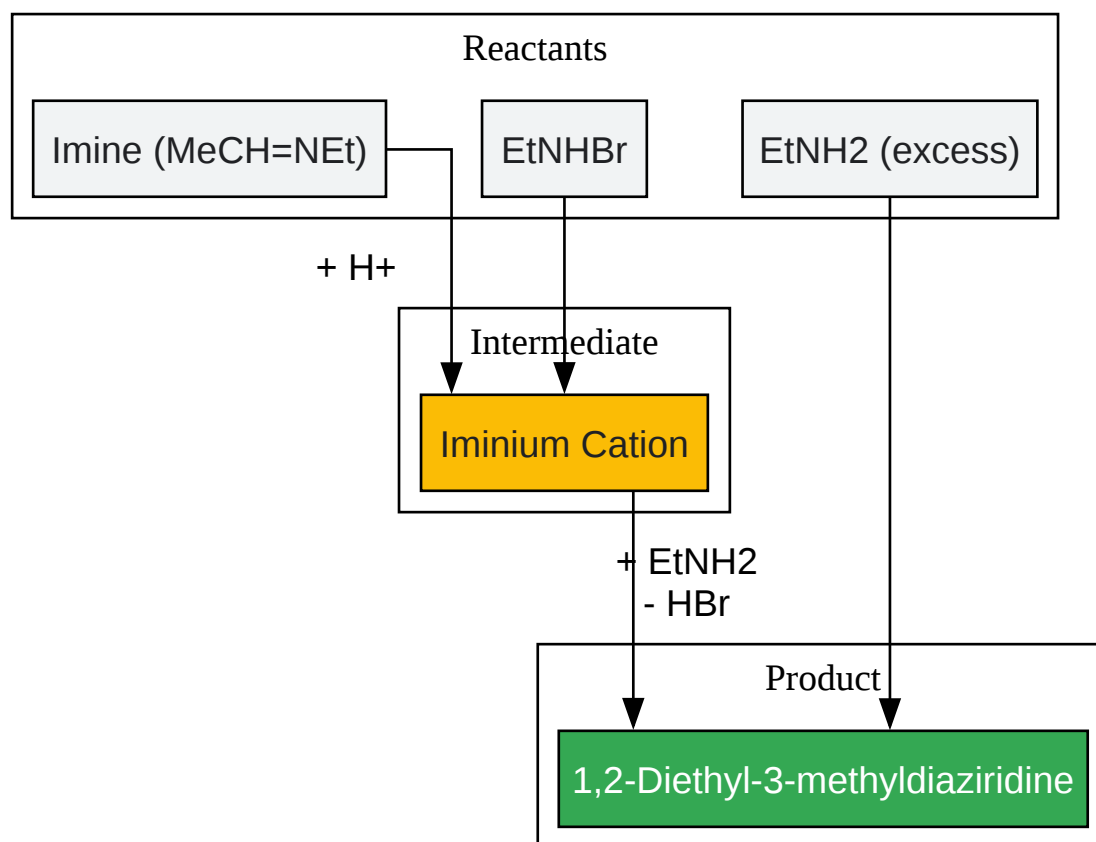 Reactants
Imine (MeCH=NEt)
EtNHBr
EtNH2 (excess)
+ H+
Intermediate
Iminium Cation
+ EtNH2
- HBr
Product
1,2-Diethyl-3-methyldiaziridine